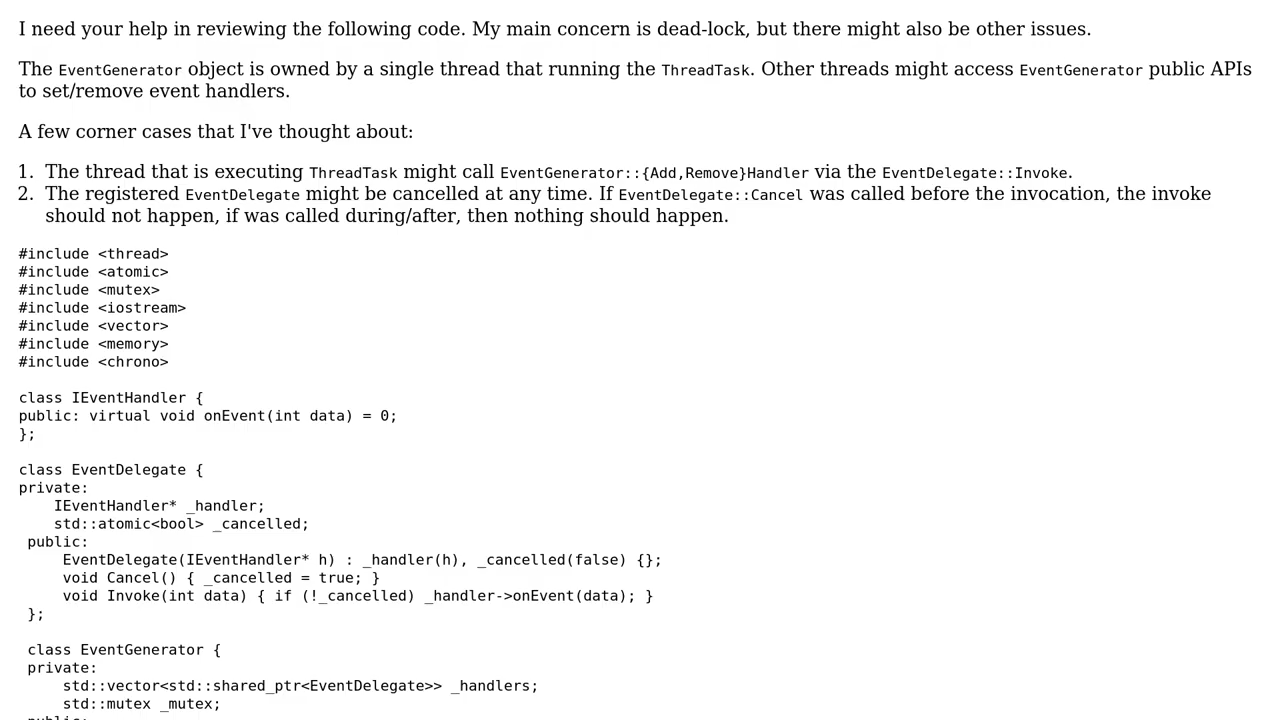 I need your help in reviewing the following code. My main concern is dead-lock, but there might also be other issues.
The EventGenerator object is owned by a single thread that running the ThreadTask. Other threads might access EventGenerator public APIs
to set/remove event handlers.
A few corner cases that I've thought about:
1. The thread that is executing ThreadTask might call EventGenerator::{Add,Remove}Handler via the EventDelegate::Invoke.
2. The registered EventDelegate might be cancelled at any time. If EventDelegate::Cancel was called before the invocation, the invoke
should not happen, if was called during/after, then nothing should happen.
#include <thread>
#include <atomic>
#include <mutex>
#include <iostream>
#include <vector>
#include <memory>
#include <chrono>
class IEventHandler {
public: virtual void onEvent(int data) = 0;
};
class EventDelegate {
private:
    IEventHandler* _handler;
    std::atomic<bool> _cancelled;
 public:
     EventDelegate(IEventHandler* h) : _handler(h), _cancelled(false) {};
     void Cancel() { _cancelled = true; }
     void Invoke(int data) { if (!_cancelled) _handler->onEvent(data); }
 };
 class EventGenerator {
 private:
     std::vector<std::shared_ptr<EventDelegate>> _handlers;
     std::mutex _mutex;
 public: